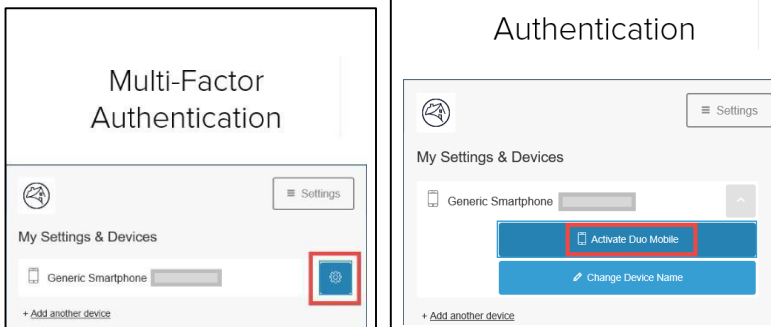 Multi-Factor
Authentication
≡ Settings
My Settings & Devices
Generic Smartphone
+ Add another device
Authentication
≡ Settings
My Settings & Devices
Generic Smartphone
Activate Duo Mobile
Change Device Name
+ Add another device